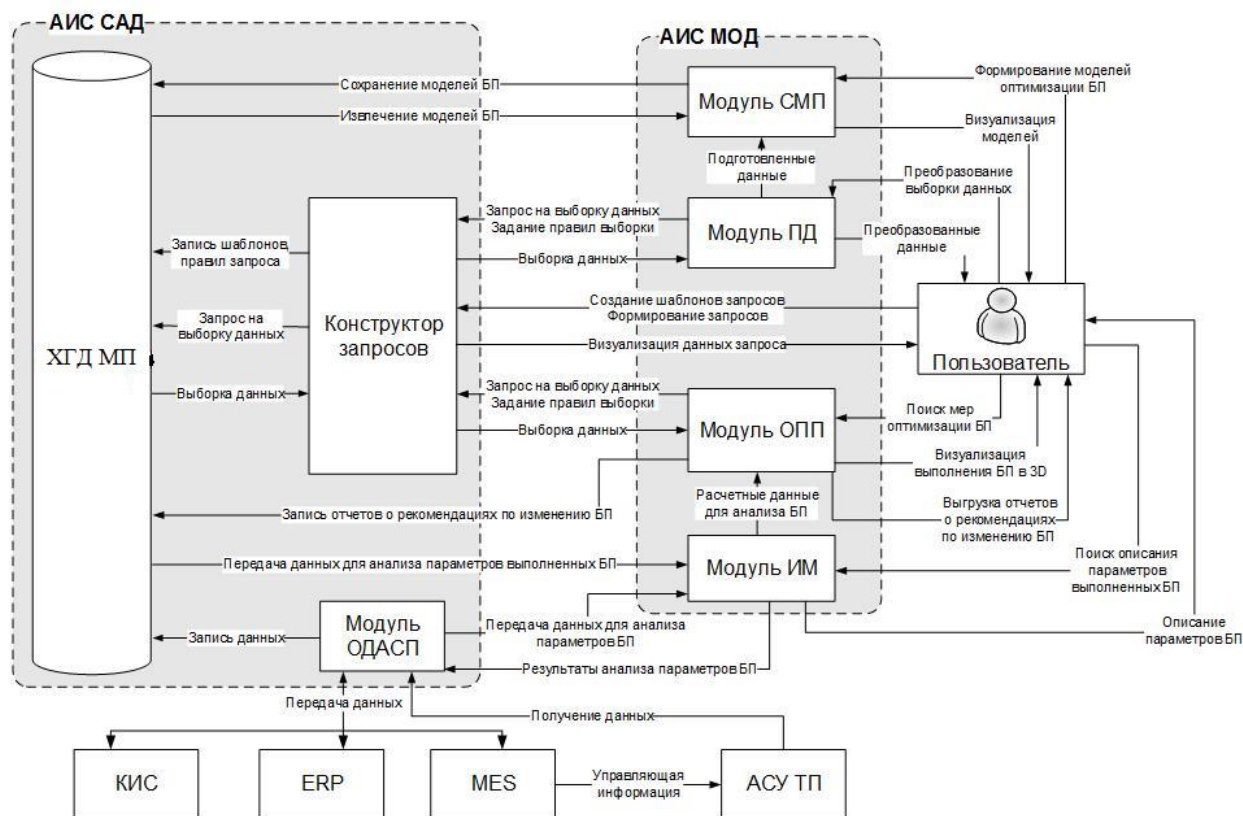 АИС САД
АИС МОД
Сохранение моделей БП
Извлечение моделей БП
Модуль СМП
Формирование моделей
оптимизации БП
Визуализация
моделей
Подготовленные
данные
Преобразование
выборки данных
Запрос на выборку данных
Задание правил выборки
Модуль ПД
Преобразованные
данные
Запись шаблонов,
правил запроса
Выборка данных
Создание шаблонов запросов
Формирование запросов
Запрос на
выборку данных
Конструктор
запросов
Визуализация данных запроса
Пользователь
ХГД МП
Выборка данных
Запрос на выборку данных
Задание правил выборки
Выборка данных
Модуль ОПП
Поиск мер
оптимизации БП
Визуализация
выполнения БП в 3D
Расчетные данные
для анализа БП
Выгрузка отчетов
о рекомендациях
по изменению БП
Запись отчетов о рекомендациях по изменению БП
Передача данных для анализа параметров выполненных БП
Модуль ИМ
Поиск описания
параметров
выполненных БП
Запись данных
Модуль
ОДАСП
Передача данных для анализа
параметров БП
Описание
параметров БП
Результаты анализа параметров БП
Передача данных
Получение данных
КИС
ERP
MES
Управляющая
информация
АСУ ТП